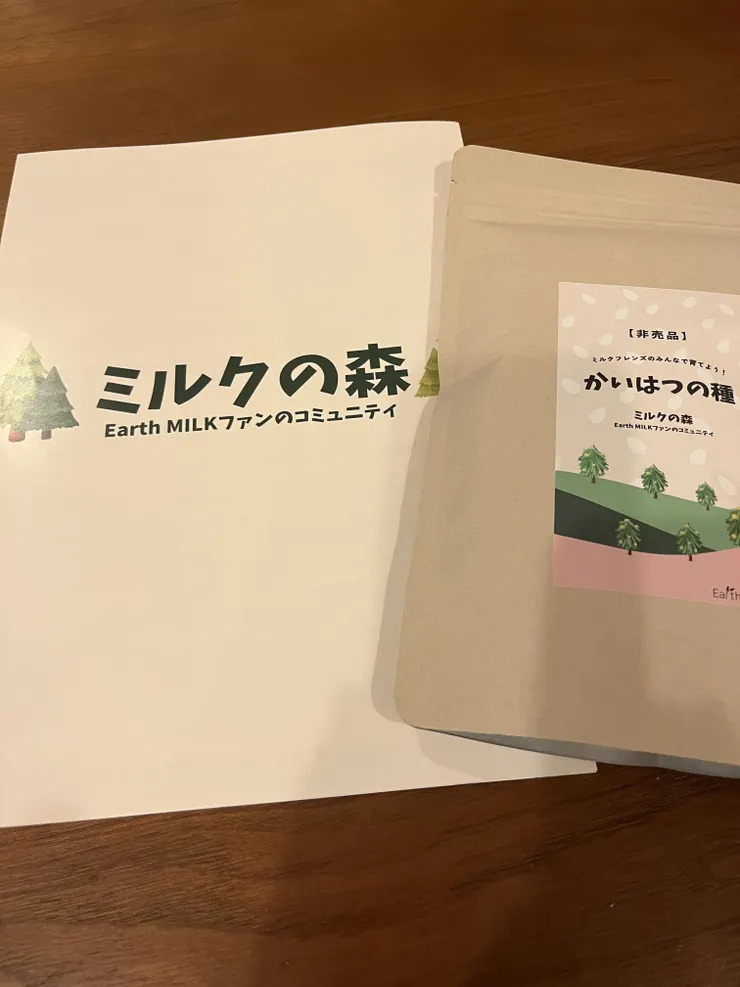 ミルクの森
Earth MILKファンのコミュニティ
【非売品】
ミルクフレンズのみんなで育てよう！
かいはつの種
ミルクの森
Earth MILKファンのコミュニティ
Earth